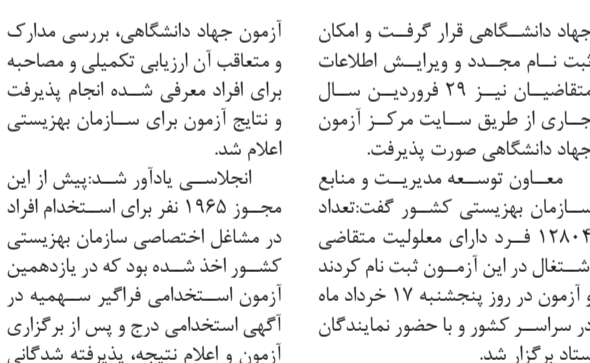 جهاد دانشگاهی قرار گرفت و امکان
ثبت نام مجدد و ویرایش اطلاعات
متقاضیان نیز ۲۹ فروردین سال
جاری از طریق سایت مرکز آزمون
جهاد دانشگاهی صورت پذیرفت.
معاون توسعه مدیریت و منابع
سازمان بهزیستی کشور گفت:تعداد
۱۲۸۰۴ فرد دارای معلولیت متقاضی
شتغال در این آزمون ثبت نام کردند
و آزمون در روز پنجشنبه ۱۷ خرداد ماه
در سراسر کشور و با حضور نمایندگان
ستاد برگزار شد.
آزمون جهاد دانشگاهی، بررسی مدارک
و متعاقب آن ارزیابی تکمیلی و مصاحبه
برای افراد معرفی شده انجام پذیرفت
و نتایج آزمون برای سازمان بهزیستی
اعلام شد.
انجلاسی یادآور شد:پیش از این
مجوز ۱۹۶۵ نفر برای استخدام افراد
در مشاغل اختصاصی سازمان بهزیستی
کشور اخذ شده بود که در یازدهمین
آزمون استخدامی فراگیر سهمیه در
آگهی استخدامی درج و پس از برگزاری
آزمون و اعلام نتیجه، پذیرفته شدگانی